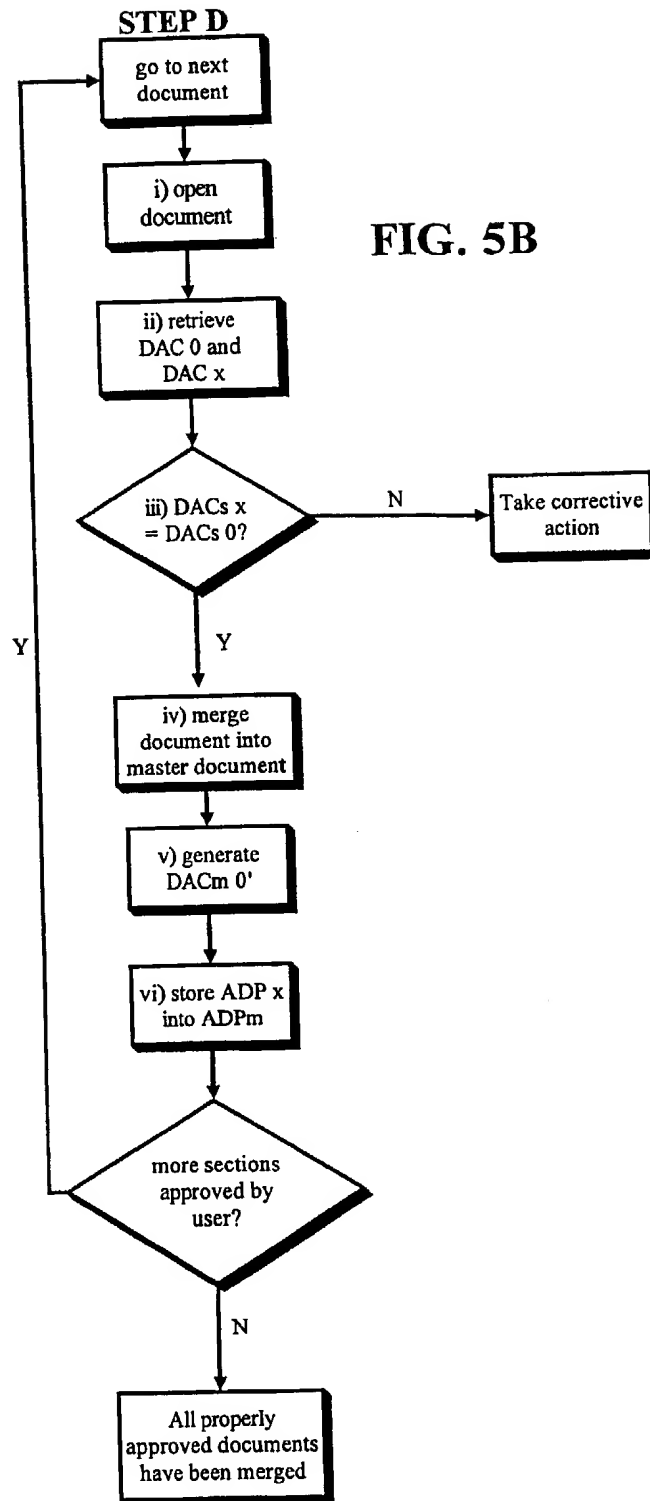 STEP D
go to next
document
i) open
document
FIG. 5B
ii) retrieve
DAC 0 and
DAC x
iii) DACs x
= DACs 0?
N
Take corrective
action
Y
Y
iv) merge
document into
master document
v) generate
DACm 0'
vi) store ADP x
into ADPm
more sections
approved by
user?
N
All properly
approved documents
have been merged